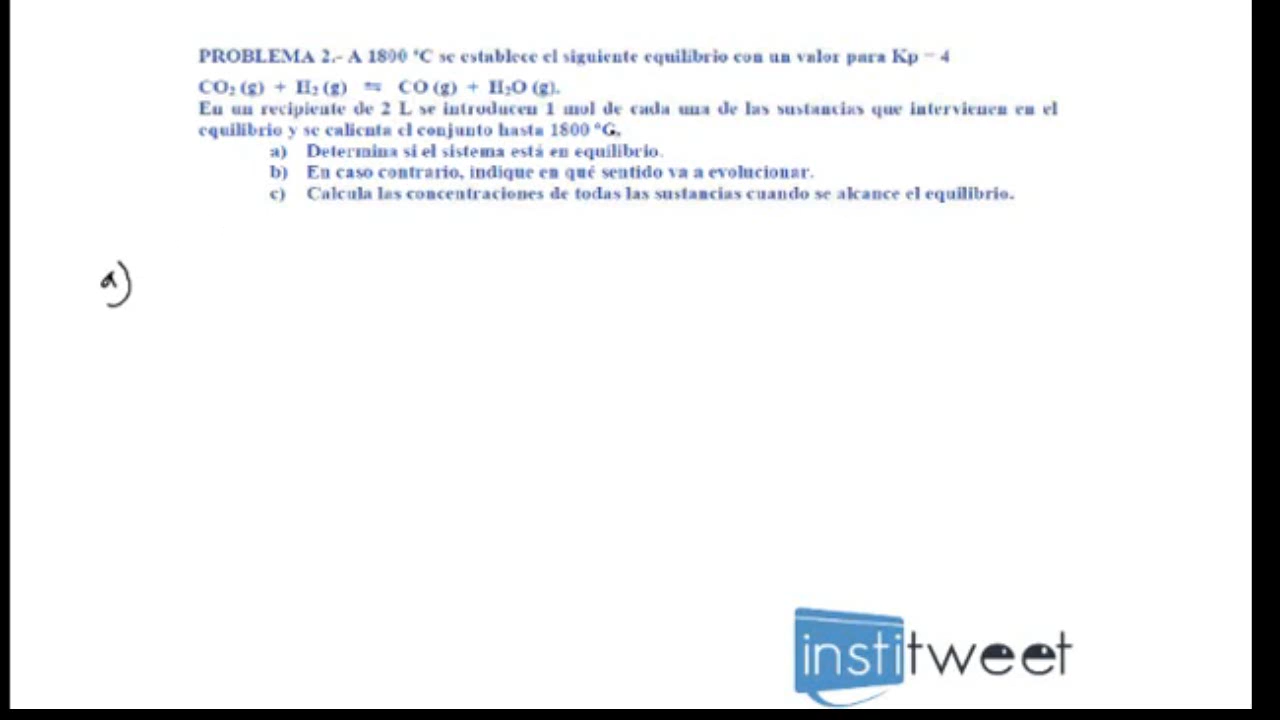 PROBLEMA 2.- A 1800 ºC se establece el siguiente equilibrio con un valor para Kp = 4
CO₂ (g) + H₂ (g) ⇆ CO (g) + H₂O (g).
En un recipiente de 2 L se introducen 1 mol de cada una de las sustancias que intervienen en el
equilibrio y se calienta el conjunto hasta 1800 ºC.
a) Determina si el sistema está en equilibrio.
b) En caso contrario, indique en qué sentido va a evolucionar.
c) Calcula las concentraciones de todas las sustancias cuando se alcance el equilibrio.
a)
institweet